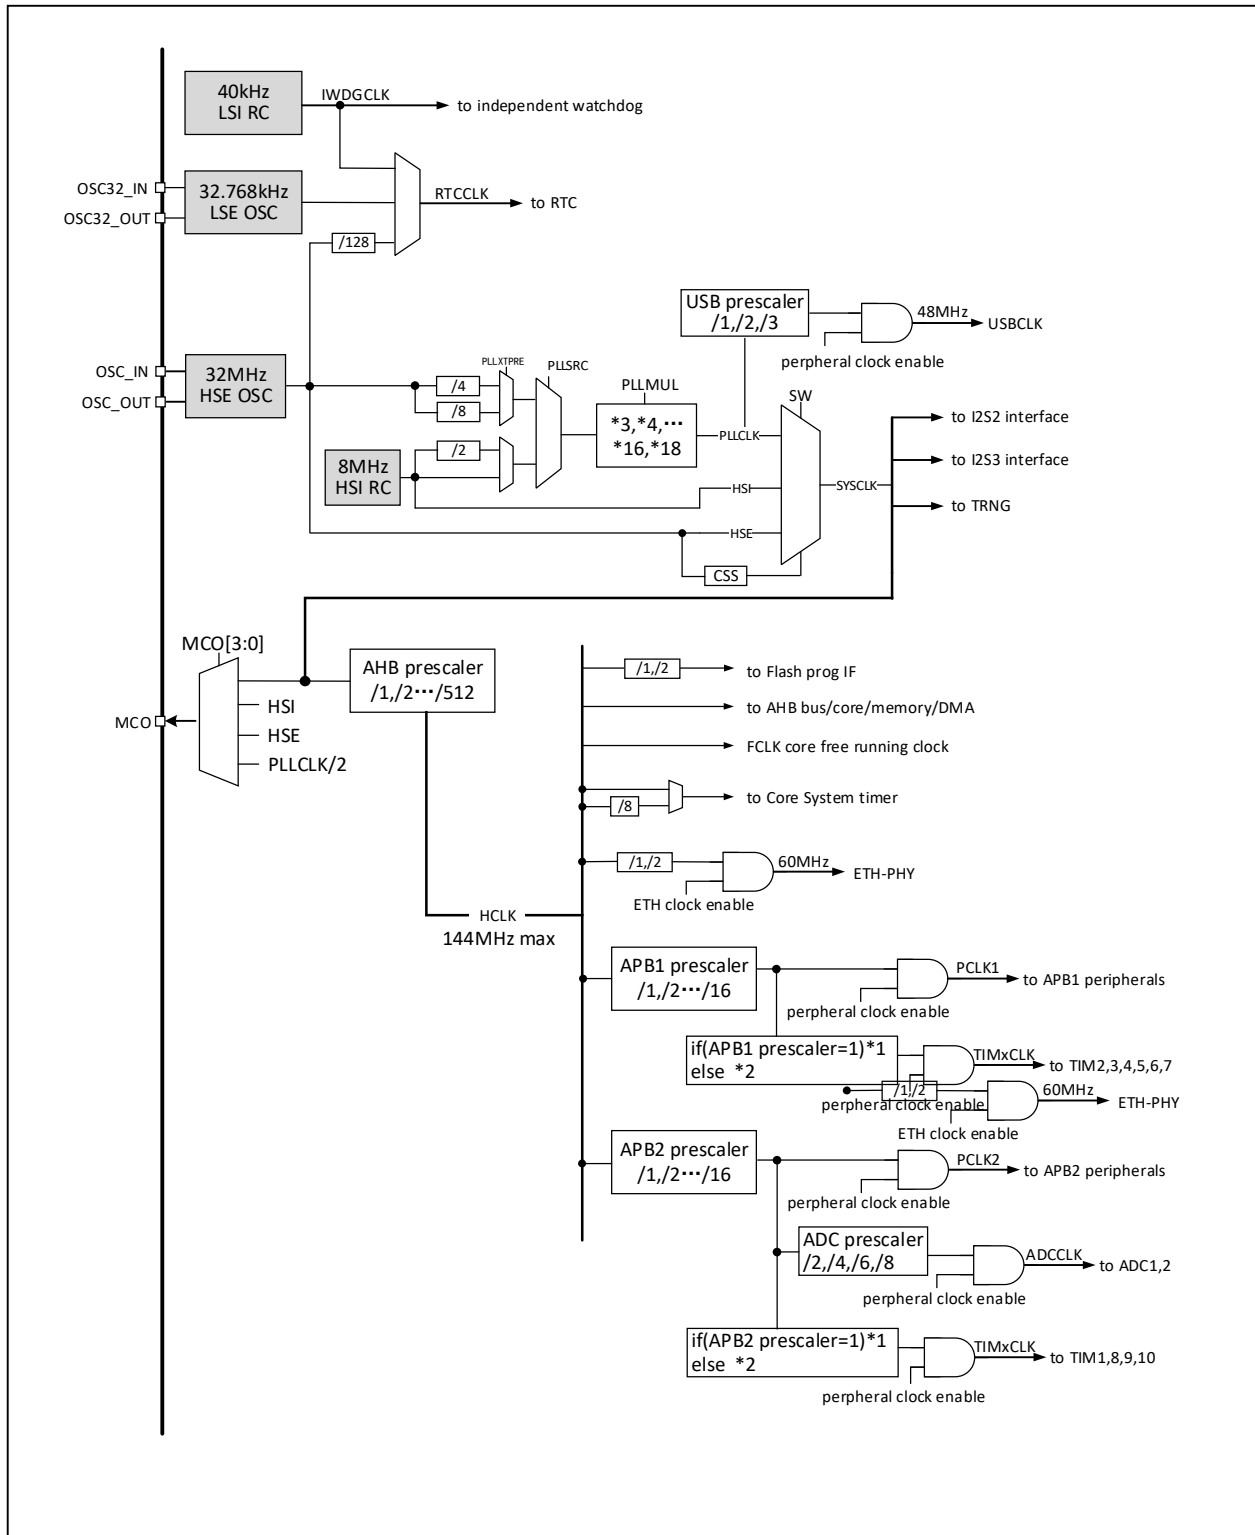 40kHz
LSI RC
IWDGCLK
to independent watchdog
OSC32_IN
OSC32_OUT
32.768kHz
LSE OSC
RTCCLK
to RTC
/128
USB prescaler
/1,/2,/3
48MHz
USBCLK
perpheral clock enable
OSC_IN
OSC_OUT
32MHz
HSE OSC
PLLXTPRE
PLLSRC
/4
/8
PLLMUL
*3,*4,···
*16,*18
PLLCLK
SW
8MHz
HSI RC
/2
HSI
HSE
CSS
SYSCLK
to I2S2 interface
to I2S3 interface
to TRNG
MCO[3:0]
MCO
HSI
HSE
PLLCLK/2
AHB prescaler
/1,/2···/512
/1,/2
to Flash prog IF
to AHB bus/core/memory/DMA
FCLK core free running clock
/8
to Core System timer
/1,/2
60MHz
ETH-PHY
ETH clock enable
HCLK
144MHz max
APB1 prescaler
/1,/2···/16
PCLK1
to APB1 peripherals
perpheral clock enable
if(APB1 prescaler=1)*1
else *2
TIMxCLK
to TIM2,3,4,5,6,7
/1,/2
perpheral clock enable
60MHz
ETH-PHY
ETH clock enable
APB2 prescaler
/1,/2···/16
PCLK2
to APB2 peripherals
perpheral clock enable
ADC prescaler
/2,/4,/6,/8
ADCCLK
to ADC1,2
perpheral clock enable
if(APB2 prescaler=1)*1
else *2
TIMxCLK
to TIM1,8,9,10
perpheral clock enable